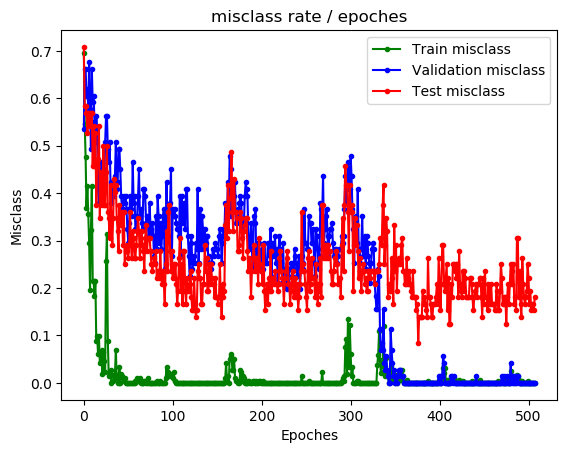 misclass rate / epoches
Train misclass
Validation misclass
Test misclass
Misclass
0.7
0.6
0.5
0.4
0.3
0.2
0.1
0.0
0 100 200 300 400 500
Epoches